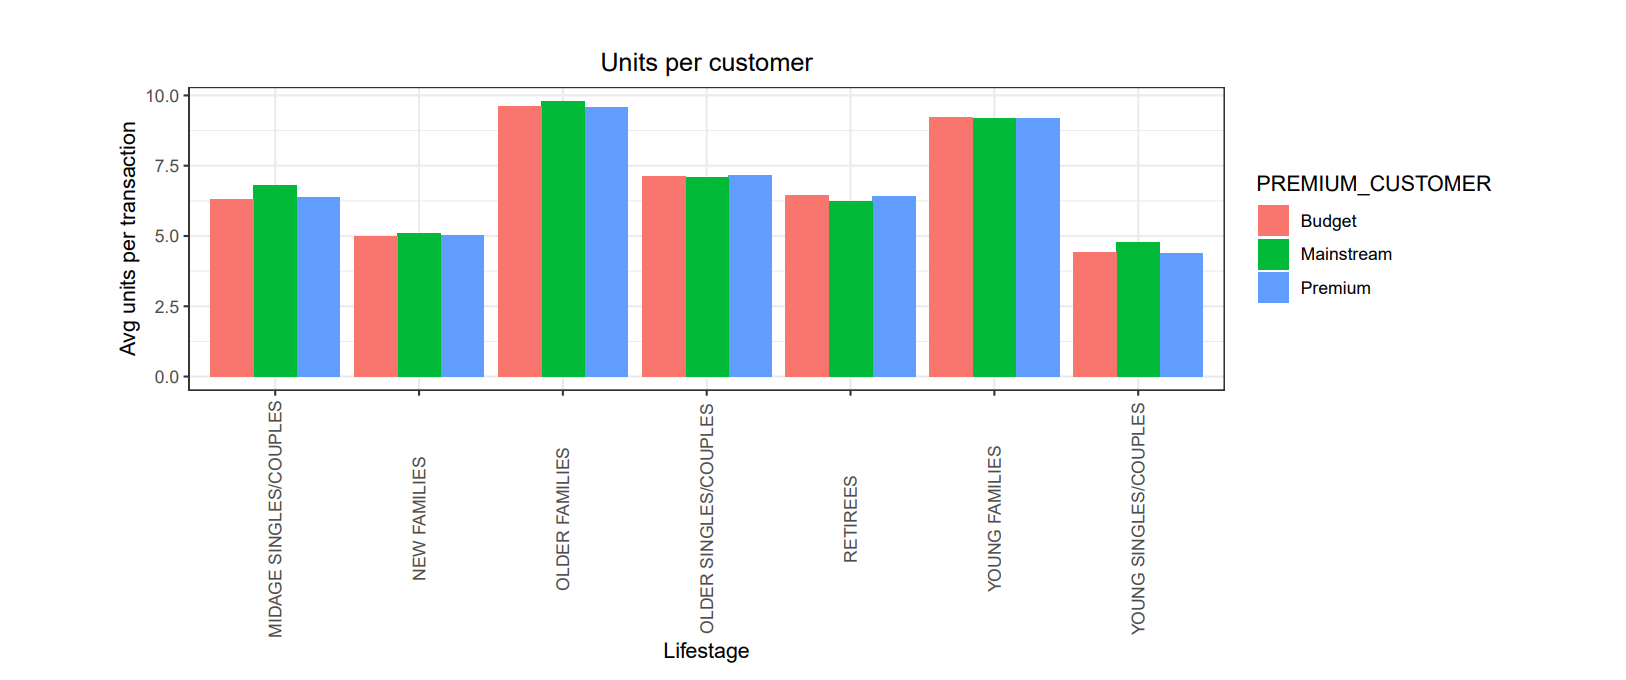 Units per customer
Avg units per transaction
10.0
7.5
5.0
2.5
0.0
MIDAGE SINGLES/COUPLES
NEW FAMILIES
OLDER FAMILIES
OLDER SINGLES/COUPLES
RETIREES
YOUNG FAMILIES
YOUNG SINGLES/COUPLES
Lifestage
PREMIUM_CUSTOMER
Budget
Mainstream
Premium